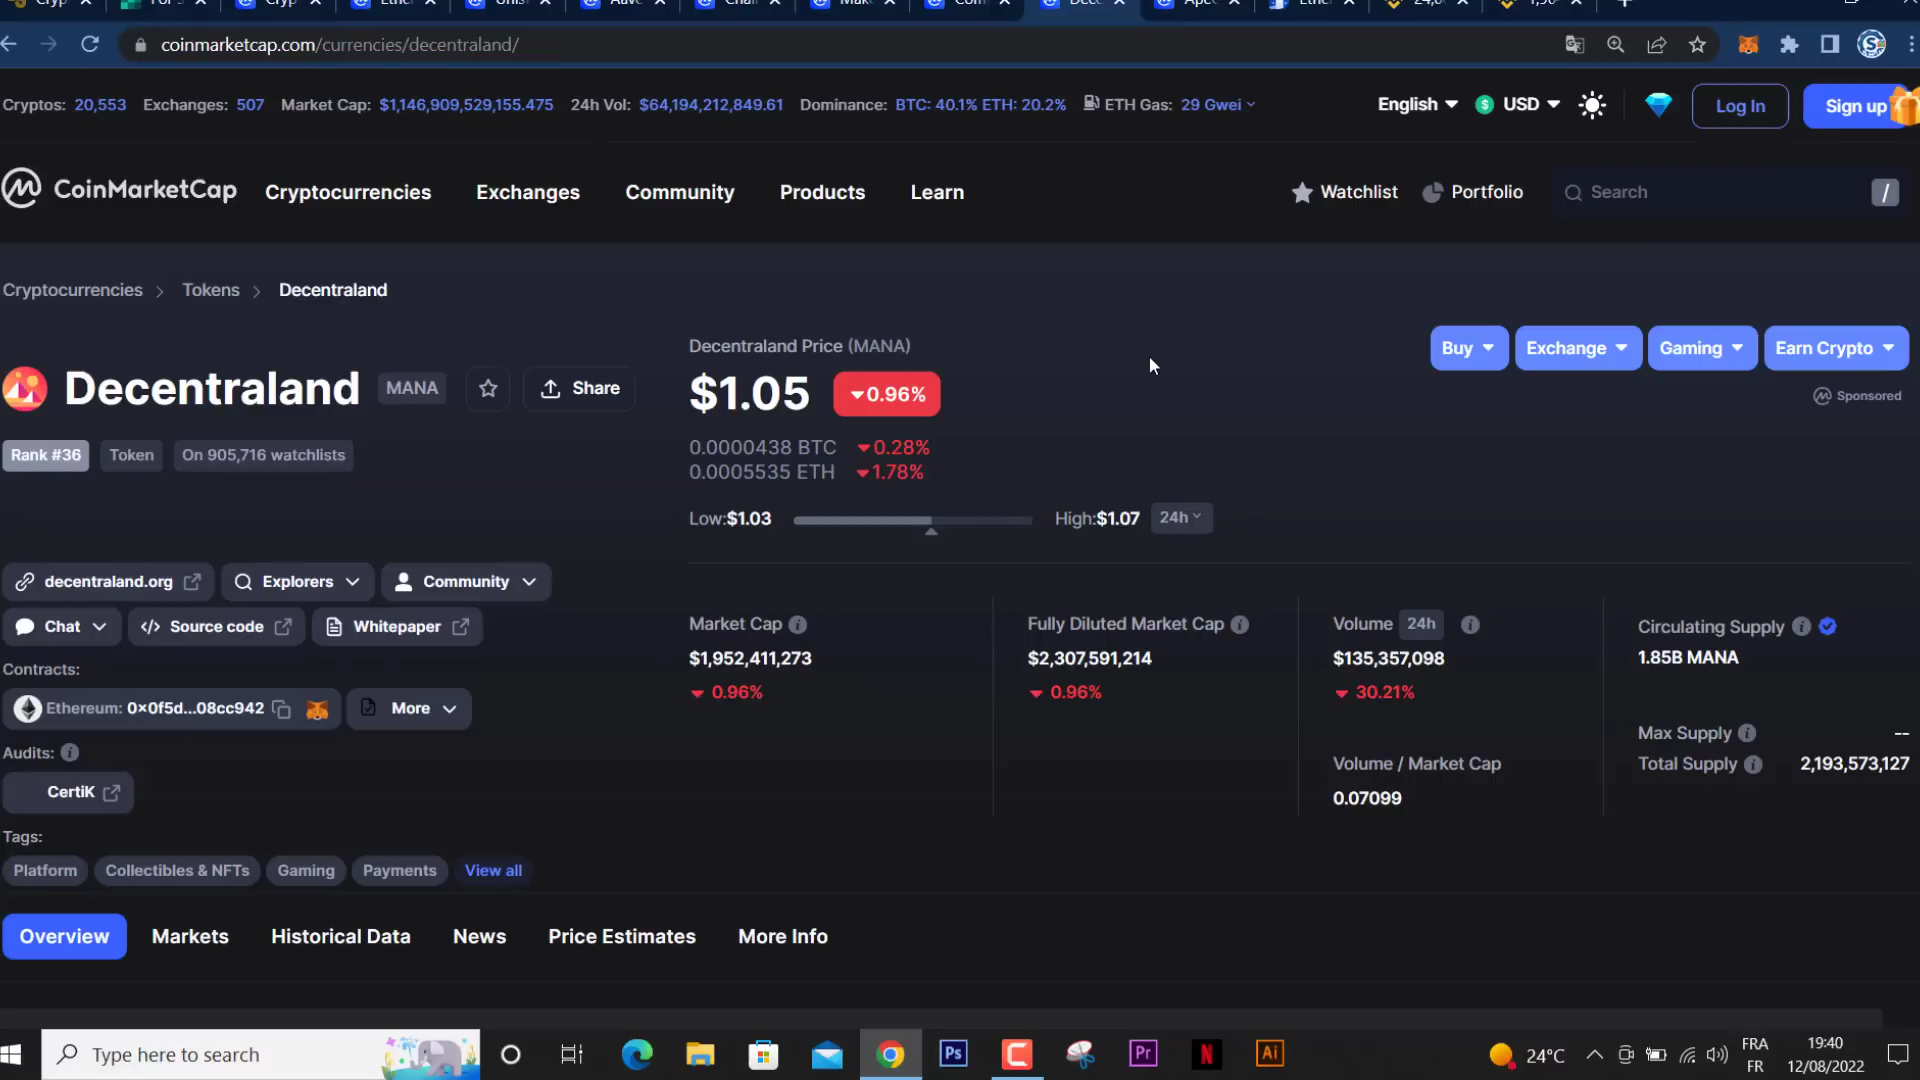 coinmarketcap.com/currencies/decentraland/
Cryptos: 20,553 Exchanges: 507 Market Cap: $1,146,909,529,155.475 24h Vol: $64,194,212,849.61 Dominance: BTC: 40.1% ETH: 20.2% ETH Gas: 29 Gwei English USD Log In Sign up
CoinMarketCap Cryptocurrencies Exchanges Community Products Learn Watchlist Portfolio Search /
Cryptocurrencies > Tokens > Decentraland
Decentraland MANA Share
Rank #36 Token On 905,716 watchlists
Decentraland Price (MANA)
$1.05 0.96%
0.0000438 BTC 0.28%
0.0005535 ETH 1.78%
Low:$1.03 High:$1.07 24h
Buy Exchange Gaming Earn Crypto
Sponsored
decentraland.org Explorers Community
Chat Source code Whitepaper
Contracts:
Ethereum: 0x0f5d...08cc942 More
Audits:
CertiK
Tags:
Platform Collectibles & NFTs Gaming Payments View all
Market Cap
$1,952,411,273
0.96%
Fully Diluted Market Cap
$2,307,591,214
0.96%
Volume 24h
$135,357,098
30.21%
Volume / Market Cap
0.07099
Circulating Supply
1.85B MANA
Max Supply --
Total Supply 2,193,573,127
Overview Markets Historical Data News Price Estimates More Info
Type here to search
Ps Pr N Ai
24°C
FRA
FR
19:40
12/08/2022